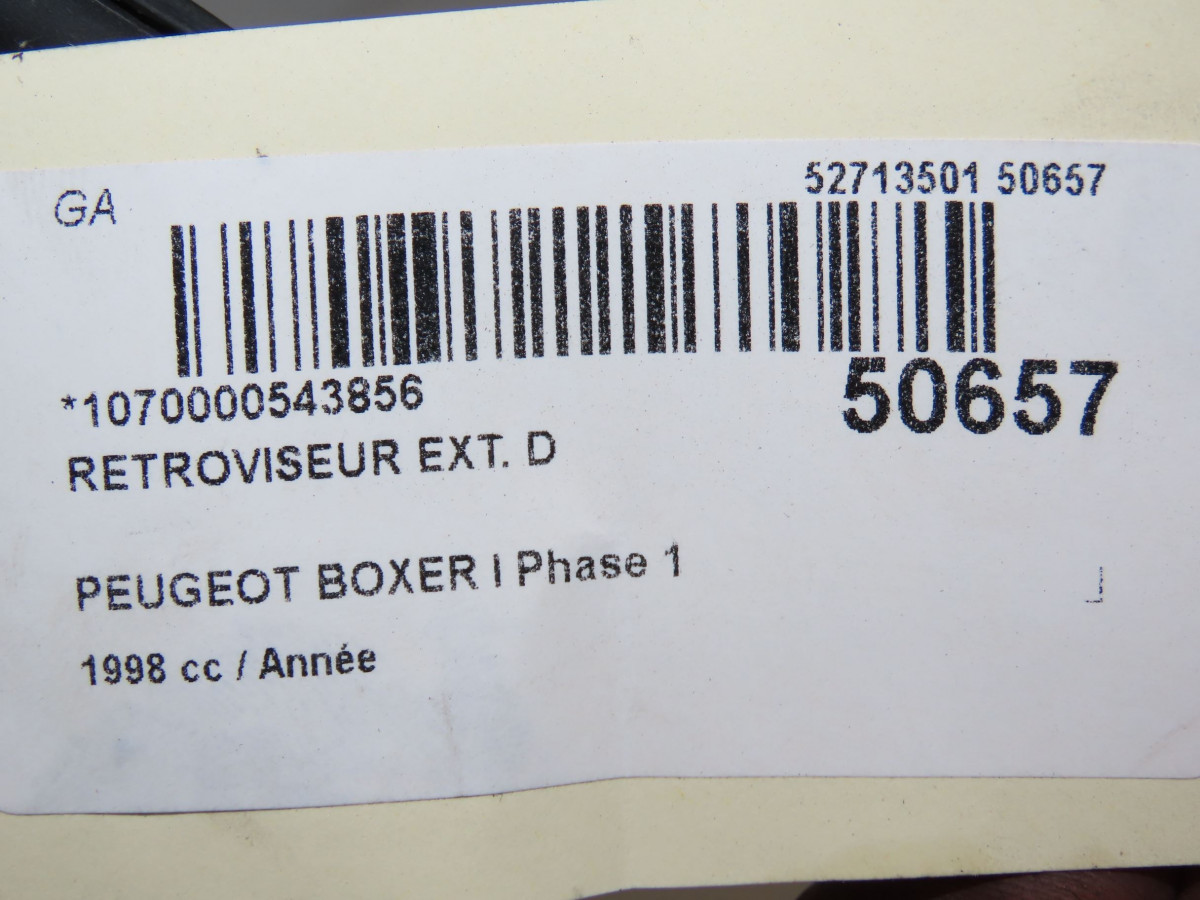 GA
52713501 50657
*1070000543856
50657
RETROVISEUR EXT. D
PEUGEOT BOXER I Phase 1
1998 cc / Année